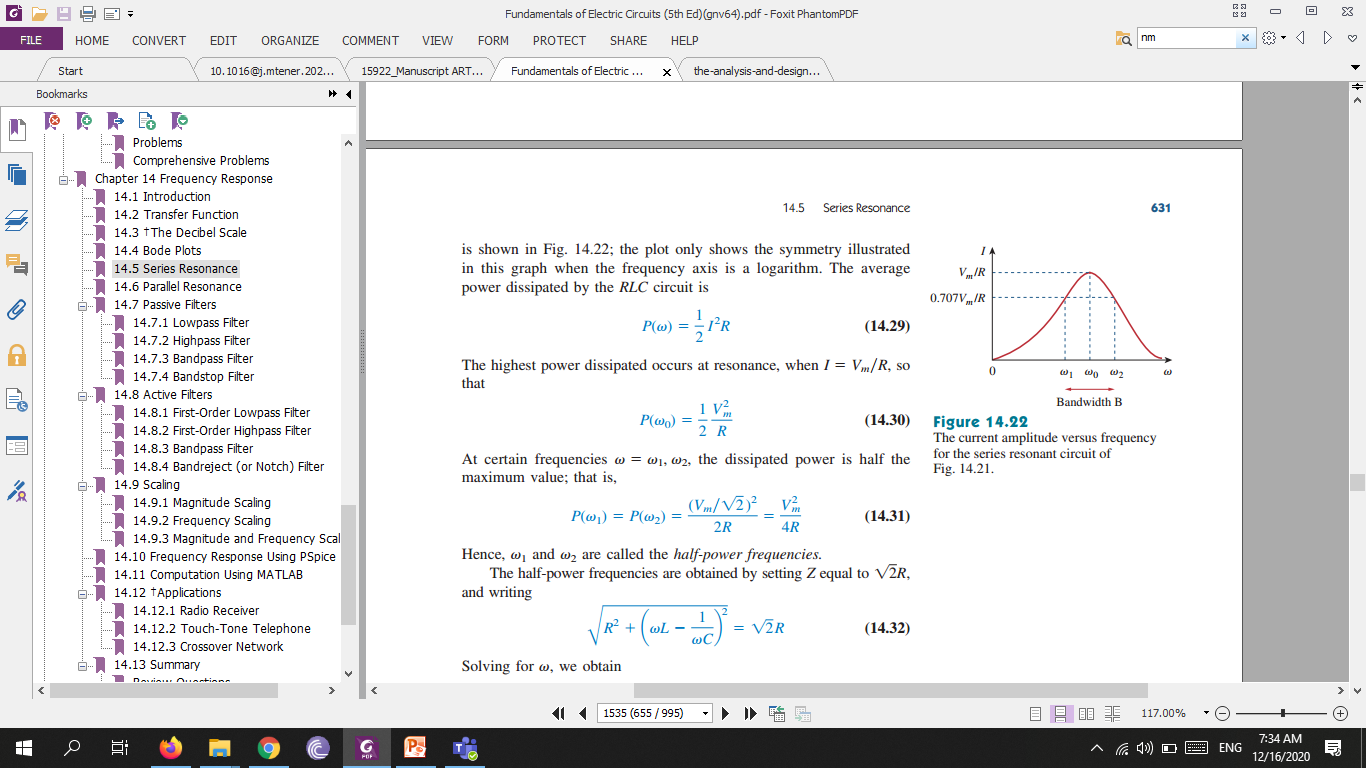 Fundamentals of Electric Circuits (5th Ed)(gnv64).pdf - Foxit PhantomPDF
FILE HOME CONVERT EDIT ORGANIZE COMMENT VIEW FORM PROTECT SHARE HELP
nm
Start
10.1016@j.mtener.202...
15922_Manuscript ART...
Fundamentals of Electric ...
the-analysis-and-design...
Bookmarks
Problems
Comprehensive Problems
Chapter 14 Frequency Response
14.1 Introduction
14.2 Transfer Function
14.3 †The Decibel Scale
14.4 Bode Plots
14.5 Series Resonance
14.6 Parallel Resonance
14.7 Passive Filters
14.7.1 Lowpass Filter
14.7.2 Highpass Filter
14.7.3 Bandpass Filter
14.7.4 Bandstop Filter
14.8 Active Filters
14.8.1 First-Order Lowpass Filter
14.8.2 First-Order Highpass Filter
14.8.3 Bandpass Filter
14.8.4 Bandreject (or Notch) Filter
14.9 Scaling
14.9.1 Magnitude Scaling
14.9.2 Frequency Scaling
14.9.3 Magnitude and Frequency Scal
14.10 Frequency Response Using PSpice
14.11 Computation Using MATLAB
14.12 †Applications
14.12.1 Radio Receiver
14.12.2 Touch-Tone Telephone
14.12.3 Crossover Network
14.13 Summary
Review Questions
14.5 Series Resonance 631
is shown in Fig. 14.22; the plot only shows the symmetry illustrated
in this graph when the frequency axis is a logarithm. The average
power dissipated by the RLC circuit is
P(ω) = 1/2 I²R (14.29)
The highest power dissipated occurs at resonance, when I = Vm/R, so
that
P(ω₀) = 1/2 Vm²/R (14.30)
At certain frequencies ω = ω₁, ω₂, the dissipated power is half the
maximum value; that is,
P(ω₁) = P(ω₂) = (Vm/√2)²/2R = Vm²/4R (14.31)
Hence, ω₁ and ω₂ are called the half-power frequencies.
The half-power frequencies are obtained by setting Z equal to √2R,
and writing
√(R² + (ωL − 1/ωC)²) = √2 R (14.32)
Solving for ω, we obtain
I
Vm/R
0.707Vm/R
0 ω₁ ω₀ ω₂ ω
Bandwidth B
Figure 14.22
The current amplitude versus frequency
for the series resonant circuit of
Fig. 14.21.
1535 (655 / 995)
117.00%
PDF
ENG
7:34 AM
12/16/2020